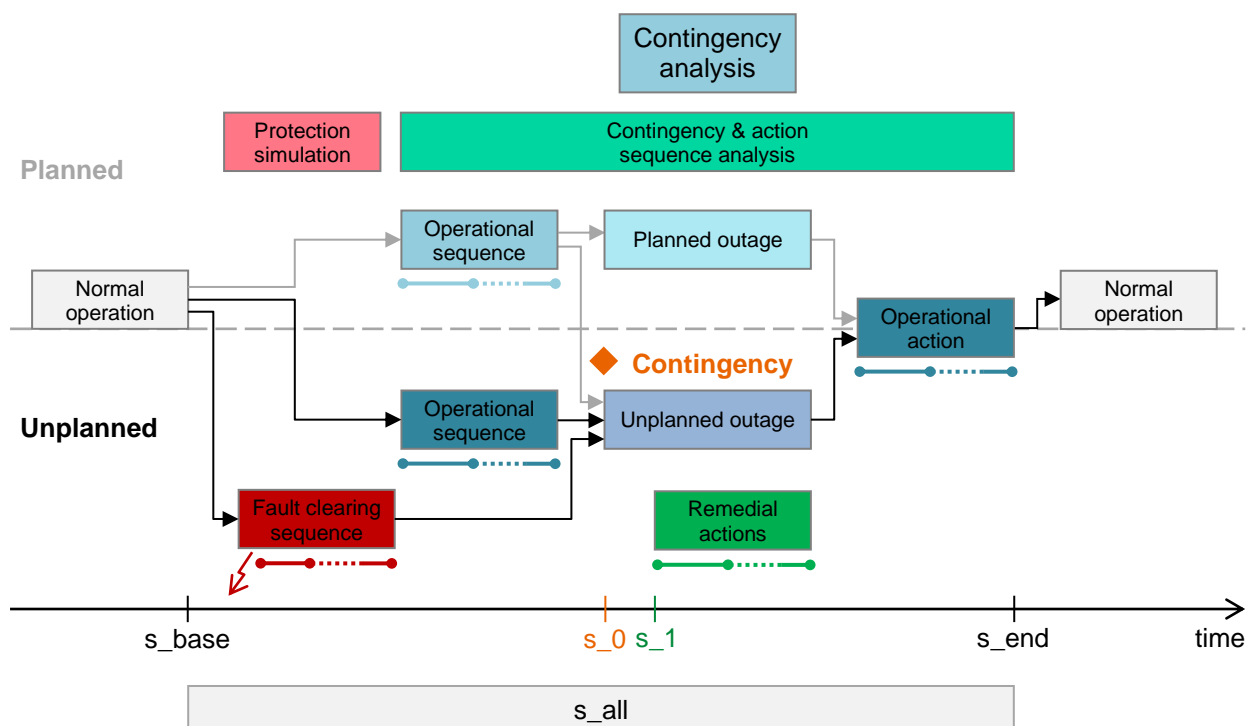 Contingency
analysis
Protection
simulation
Contingency & action
sequence analysis
Planned
Operational
sequence
Planned outage
Normal
operation
Normal
operation
Operational
action
Contingency
Unplanned
Operational
sequence
Unplanned outage
Fault clearing
sequence
Remedial
actions
s_base
s_0
s_1
s_end
time
s_all